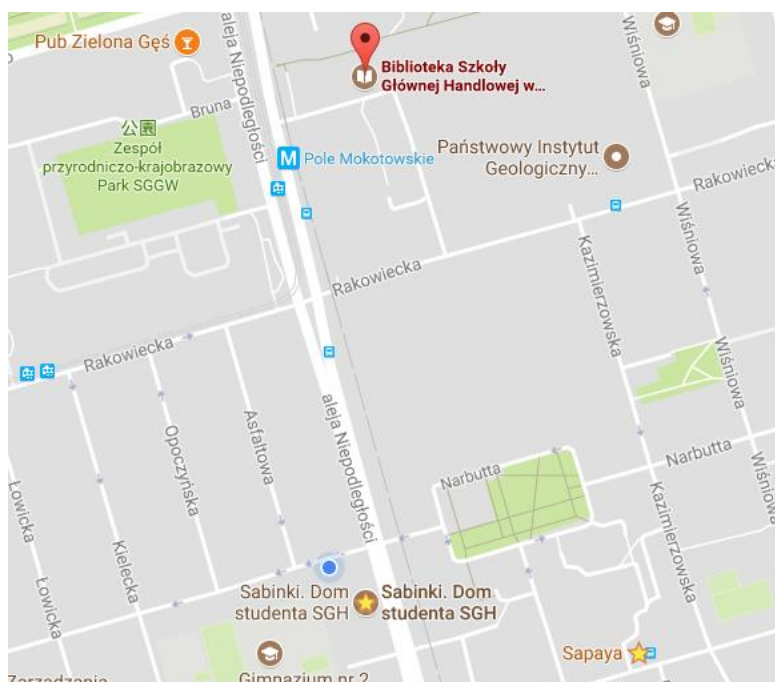 Pub Zielona Gęś
aleja Niepodległości
Biblioteka Szkoły
Głównej Handlowej w...
Wiśniowa
Bruna
公園
Zespół
przyrodniczo-krajobrazowy
Park SGGW
M Pole Mokotowskie
Państwowy Instytut
Geologiczny...
Rakowiecka
Wiśniowa
Rakowiecka
Kazimierzowska
Rakowiecka
Wiśniowa
Opoczyńska
Asfaltowa
aleja Niepodległości
Narbutta
Narbutta
Wiśniowa
Łowicka
Kielecka
Kazimierzowska
Łowicka
Sabinki. Dom
studenta SGH
Sabinki. Dom
studenta SGH
Sapaya
Gimnazjum nr 2
Zarządzania